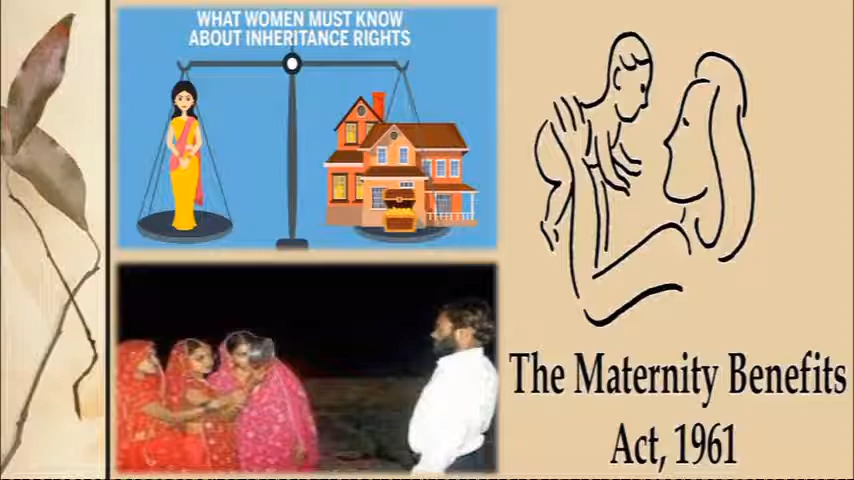 WHAT WOMEN MUST KNOW
ABOUT INHERITANCE RIGHTS
The Maternity Benefits
Act, 1961